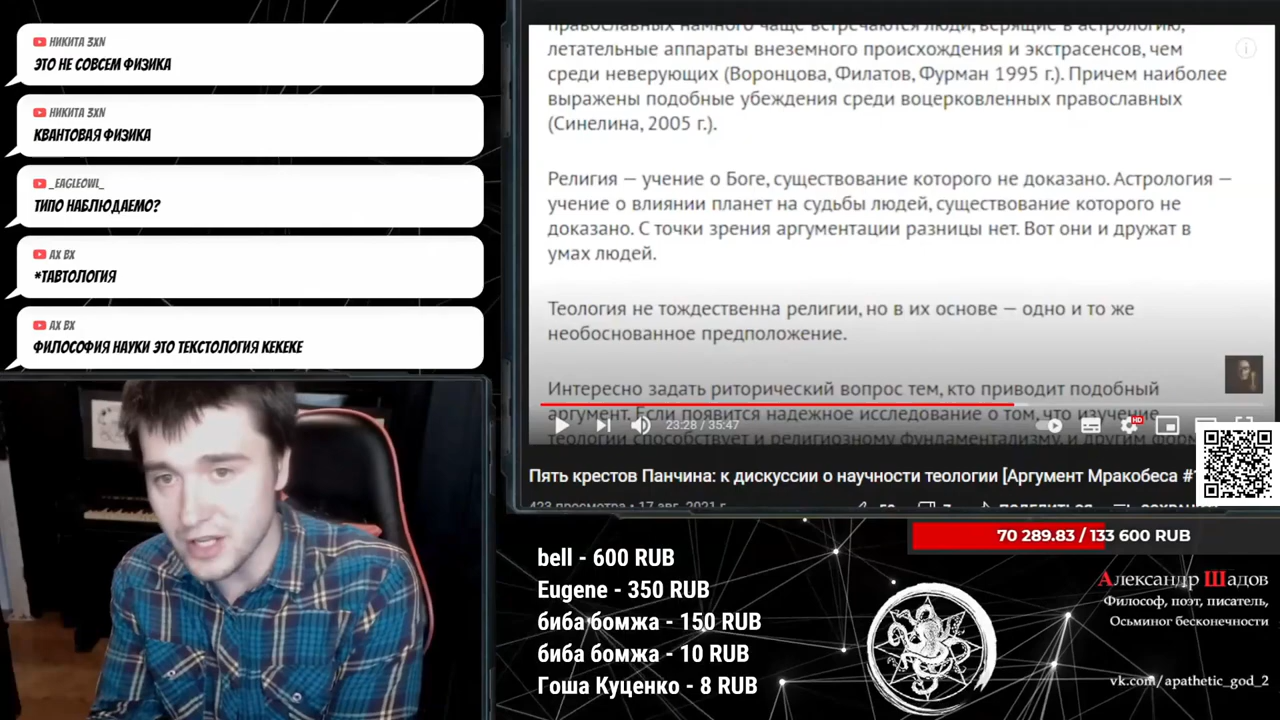 НИКИТА 3XN
ЭТО НЕ СОВСЕМ ФИЗИКА
НИКИТА 3XN
КВАНТОВАЯ ФИЗИКА
_EAGLEOWL_
ТИПО НАБЛЮДАЕМО?
AX BX
*ТАВТОЛОГИЯ
AX BX
ФИЛОСОФИЯ НАУКИ ЭТО ТЕКСТОЛОГИЯ КЕКЕКЕ
православных намного чаще встречаются люди, верящие в астрологию,
летательные аппараты внеземного происхождения и экстрасенсов, чем
среди неверующих (Воронцова, Филатов, Фурман 1995 г.). Причем наиболее
выражены подобные убеждения среди воцерковленных православных
(Синелина, 2005 г.).
Религия — учение о Боге, существование которого не доказано. Астрология —
учение о влиянии планет на судьбы людей, существование которого не
доказано. С точки зрения аргументации разницы нет. Вот они и дружат в
умах людей.
Теология не тождественна религии, но в их основе — одно и то же
необоснованное предположение.
Интересно задать риторический вопрос тем, кто приводит подобный
аргумент. Если появится надежное исследование о том, что изучение
теологии способствует и религиозному фундаментализму, и другим
23:28 / 35:47
HD
Пять крестов Панчина: к дискуссии о научности теологии [Аргумент Мракобеса #
423 просмотра • 17 авг. 2021 г.
ПОДЕЛИТЬСЯ
70 289.83 / 133 600 RUB
bell - 600 RUB
Eugene - 350 RUB
биба бомжа - 150 RUB
биба бомжа - 10 RUB
Гоша Куценко - 8 RUB
Александр Шадов
Философ, поэт, писатель,
Осьминог бесконечности
vk.com/apathetic_god_2